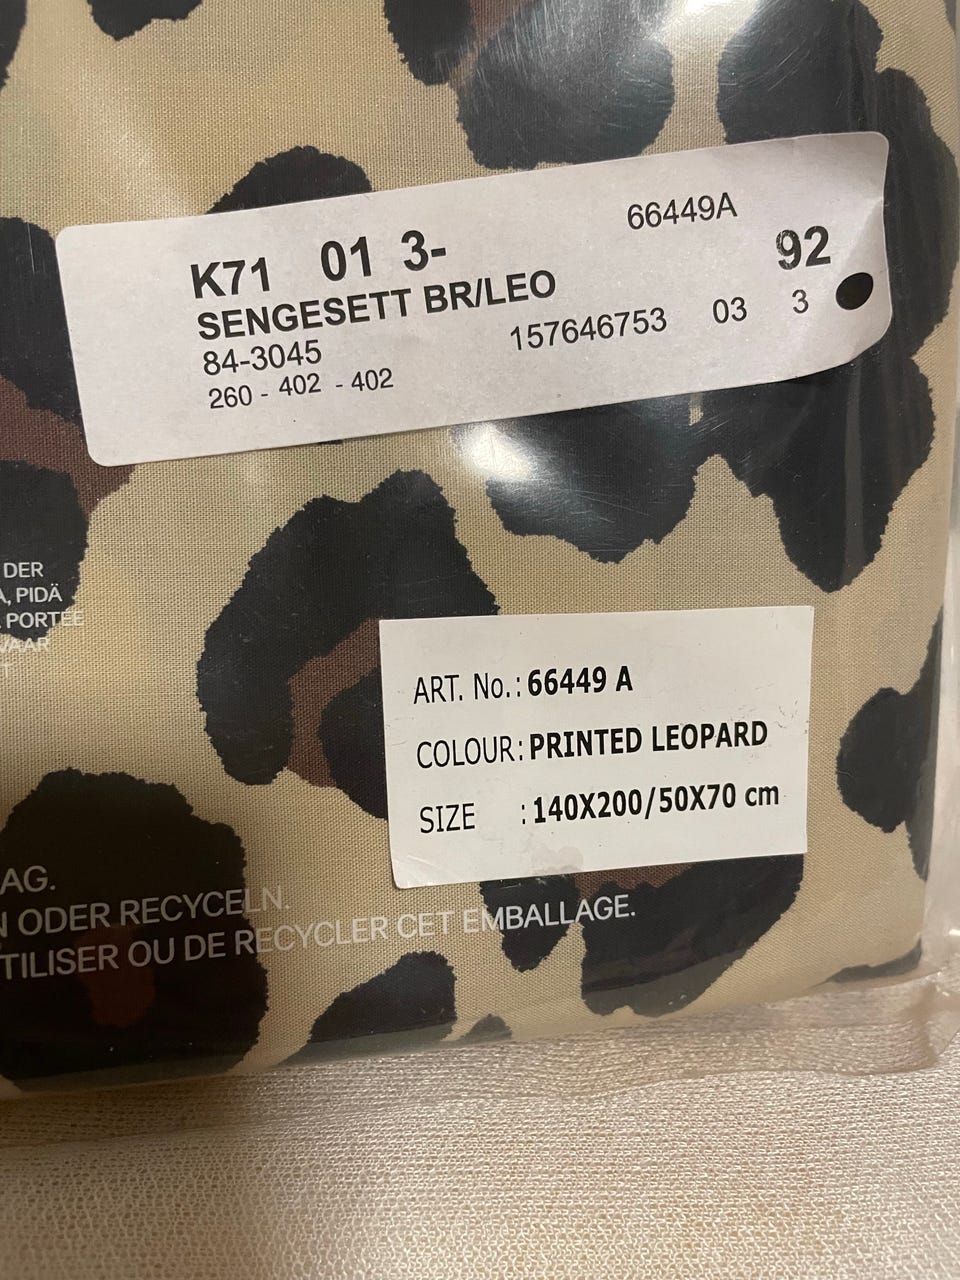 66449A
K71 01 3-
92
SENGESETT BR/LEO
84-3045
157646753 03 3
260 - 402 - 402
DER
, PIDÄ
PORTÉE
ART. No.: 66449 A
COLOUR: PRINTED LEOPARD
SIZE : 140X200/50X70 cm
AG.
ODER RECYCELN.
TILISER OU DE RECYCLER CET EMBALLAGE.